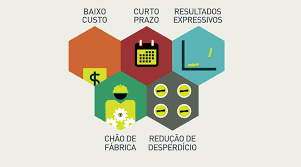 BAIXO
CUSTO
CURTO
PRAZO
RESULTADOS
EXPRESSIVOS
$
CHÃO DE
FÁBRICA
REDUÇÃO DE
DESPERDÍCIO